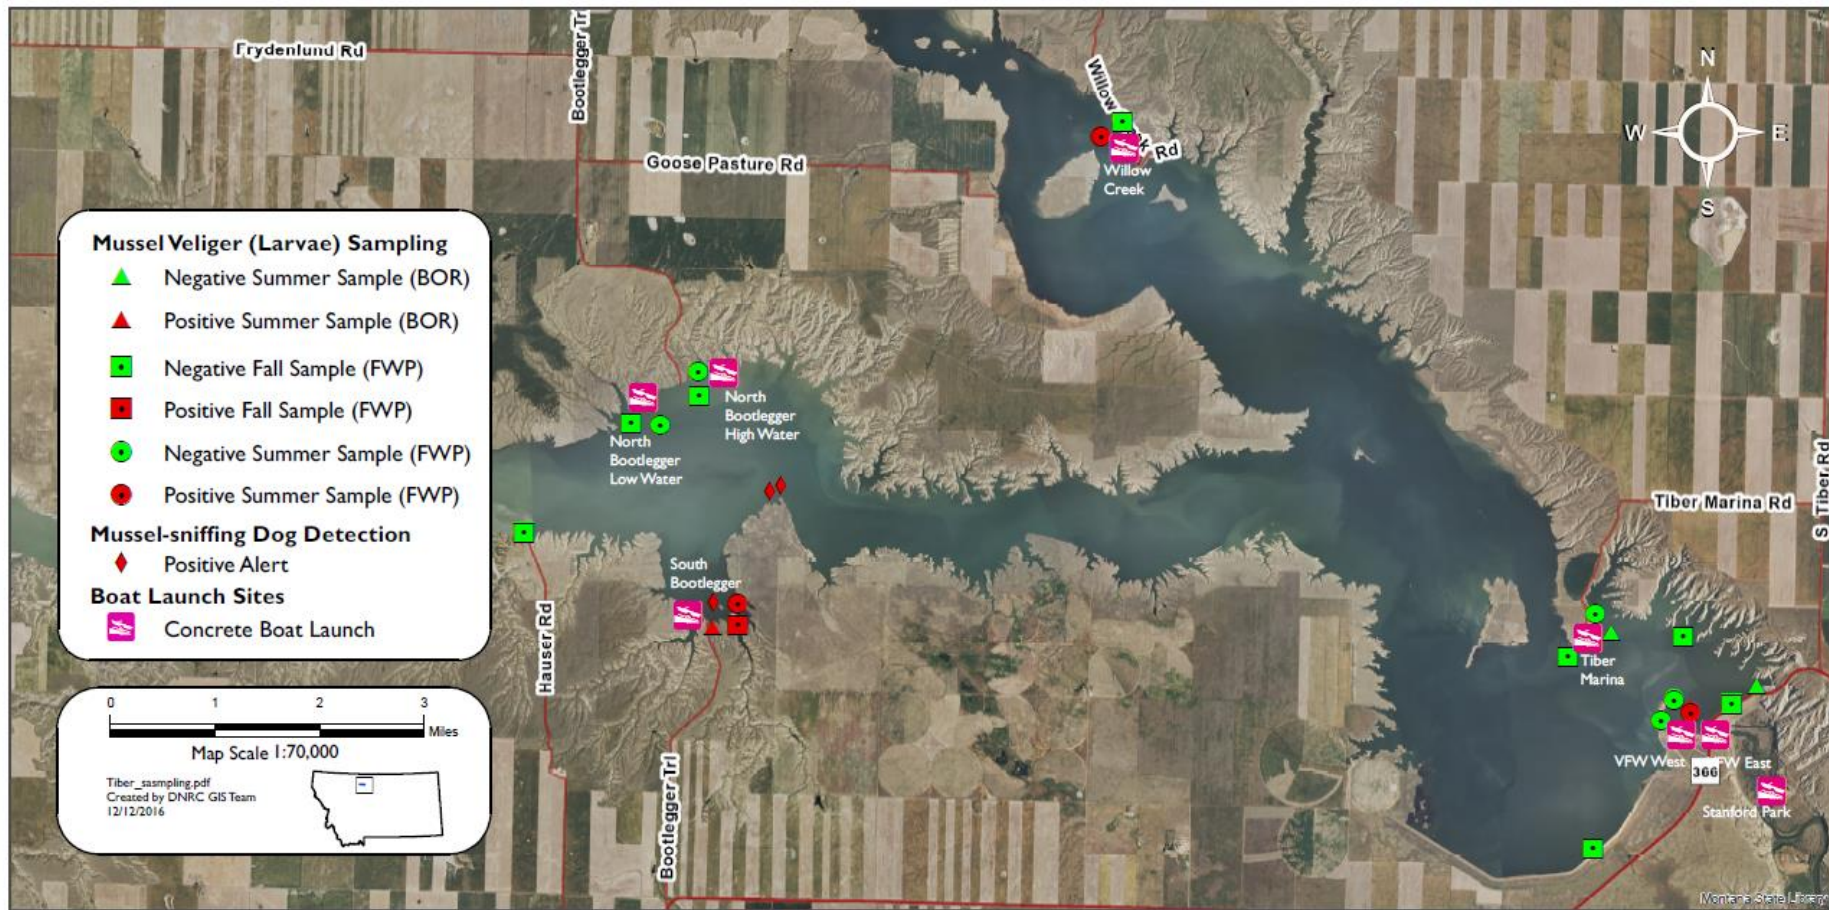 Frydenlund Rd
Bootlegger Trl
Goose Pasture Rd
Willow
Rd
Willow
Creek
N
W
E
S
Mussel Veliger (Larvae) Sampling
Negative Summer Sample (BOR)
Positive Summer Sample (BOR)
Negative Fall Sample (FWP)
Positive Fall Sample (FWP)
Negative Summer Sample (FWP)
Positive Summer Sample (FWP)
Mussel-sniffing Dog Detection
Positive Alert
Boat Launch Sites
Concrete Boat Launch
North
Bootlegger
High Water
North
Bootlegger
Low Water
South
Bootlegger
Hauser Rd
Bootlegger Trl
Tiber Marina Rd
S Tiber Rd
Tiber
Marina
VFW West
FW East
366
Stanford Park
0 1 2 3
Miles
Map Scale 1:70,000
Tiber_sasmpling.pdf
Created by DNRC GIS Team
12/12/2016
Montana State Library